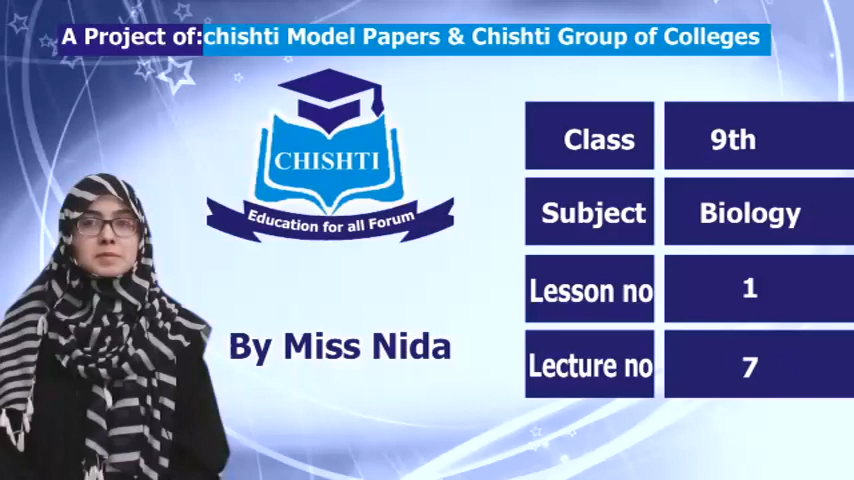 A Project of:chishti Model Papers & Chishti Group of Colleges
CHISHTI
Education for all Forum
By Miss Nida
Class 9th
Subject Biology
Lesson no 1
Lecture no 7